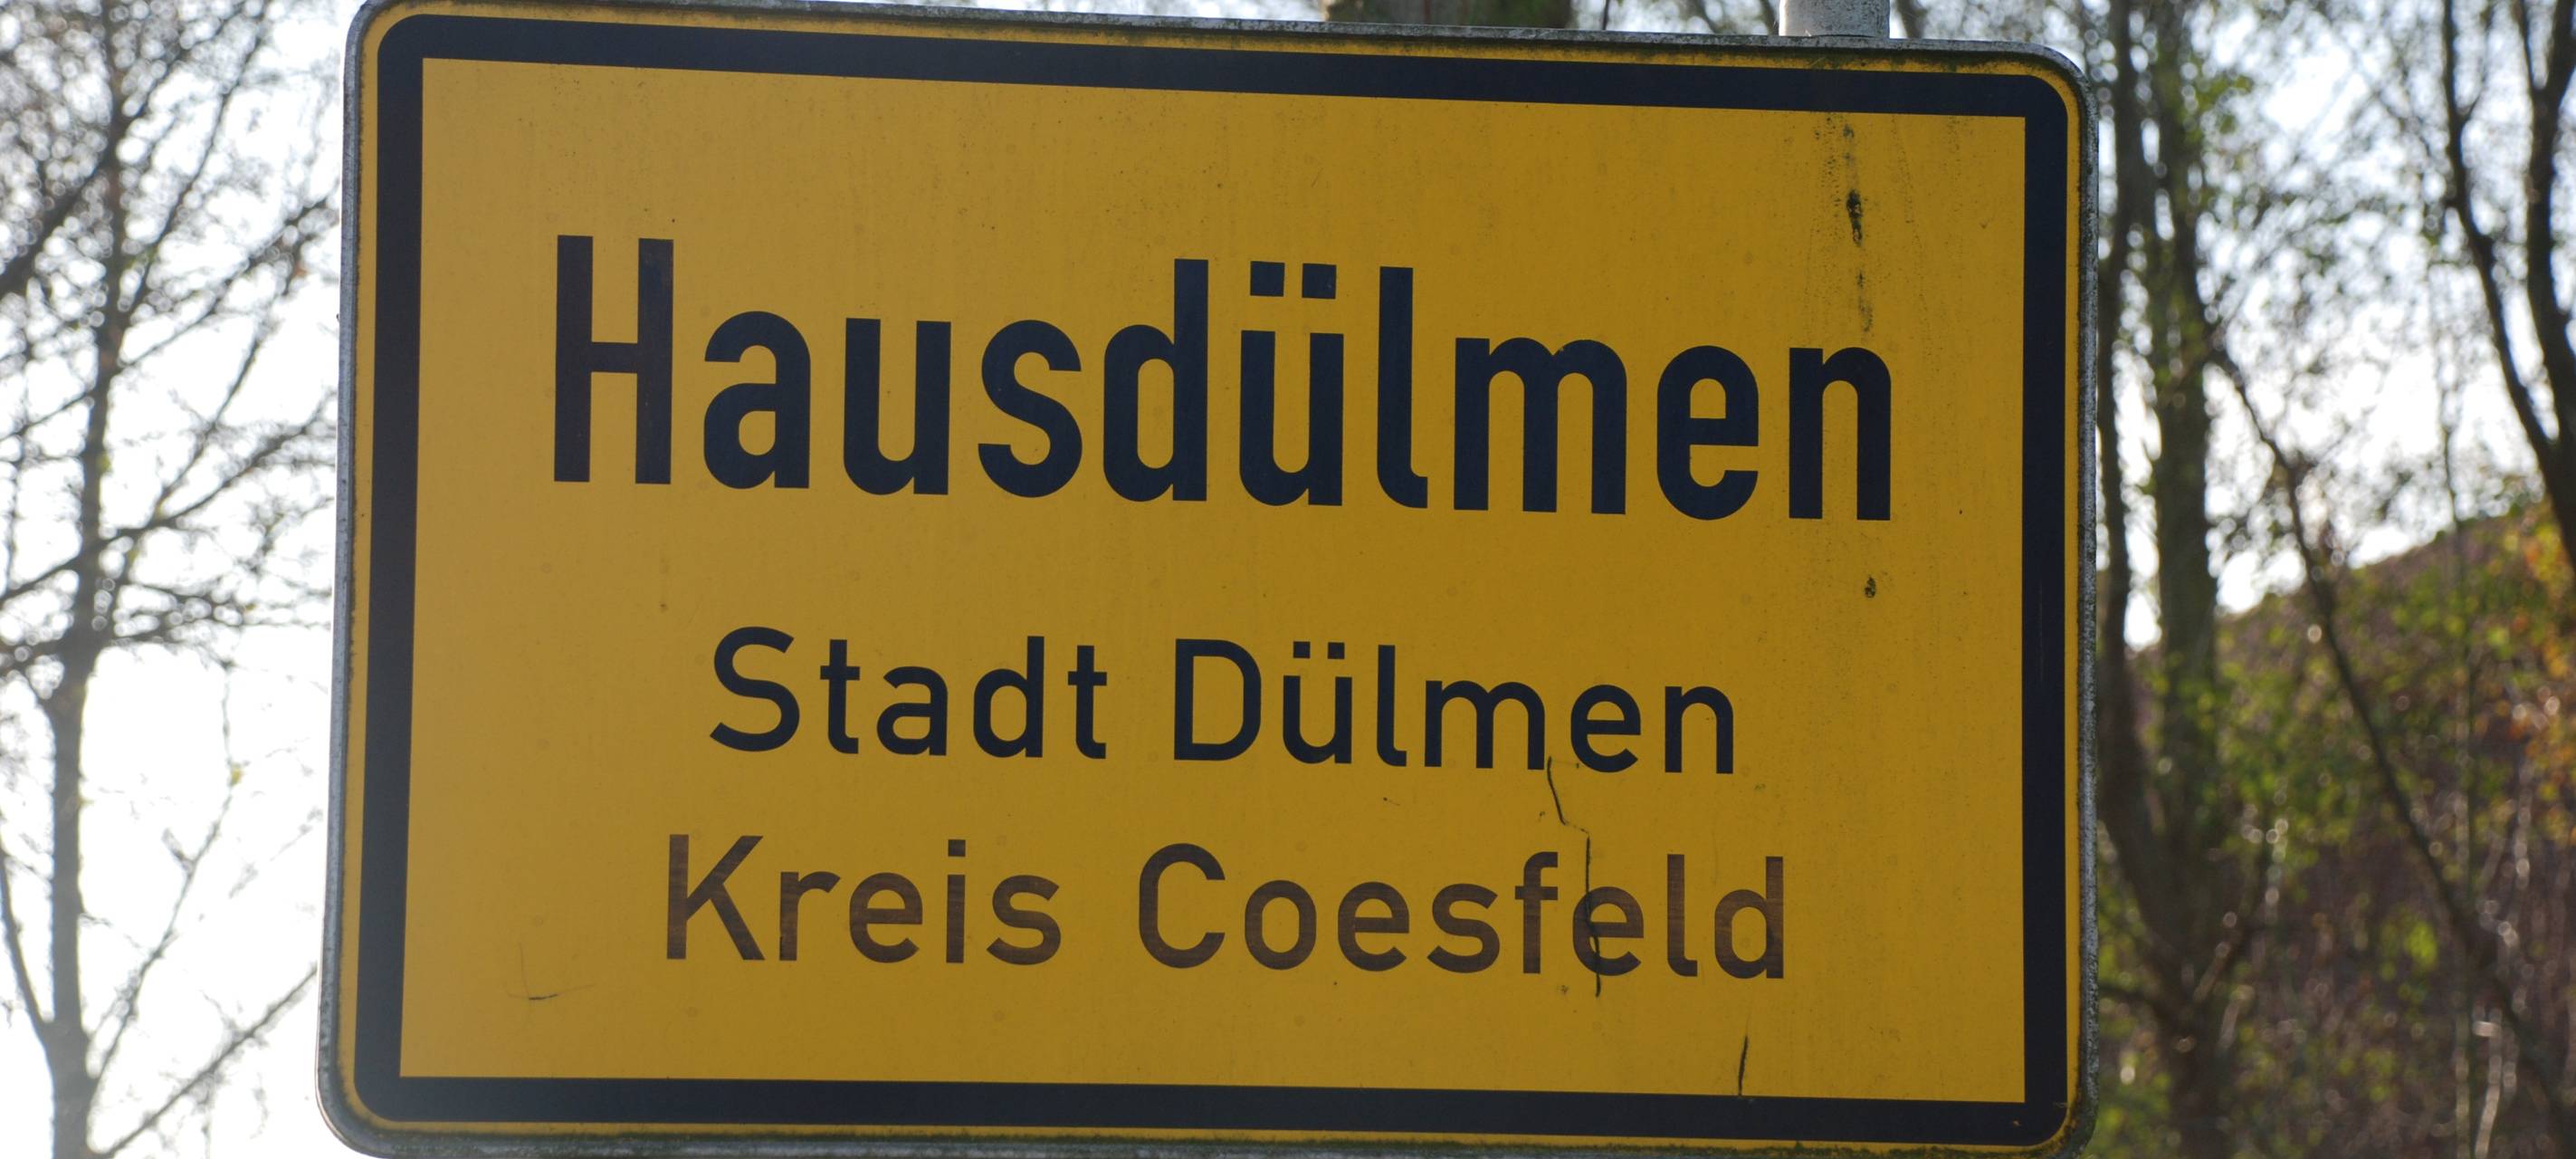 Hausdülmen
Stadt Dülmen
Kreis Coesfeld